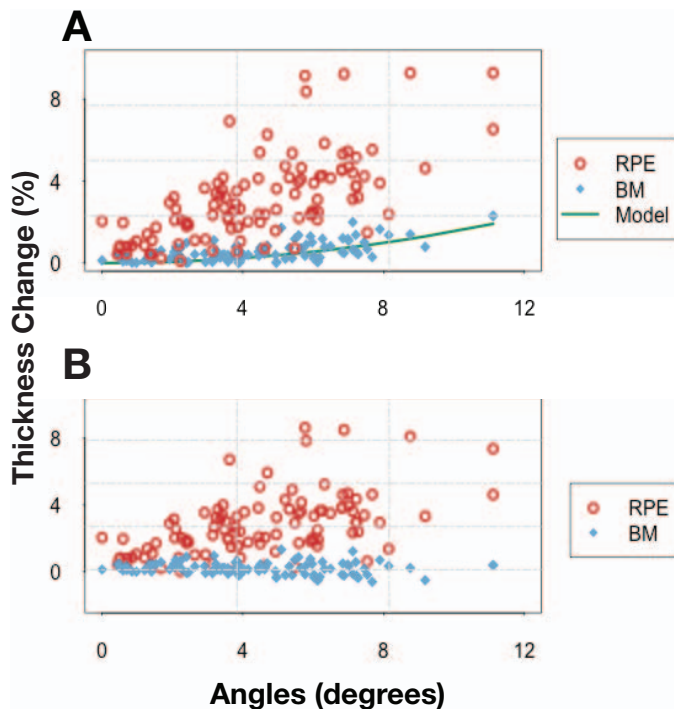 A
8
4
0
0 4 8 12
RPE
BM
Model
Thickness Change (%)
B
8
4
0
0 4 8 12
RPE
BM
Angles (degrees)